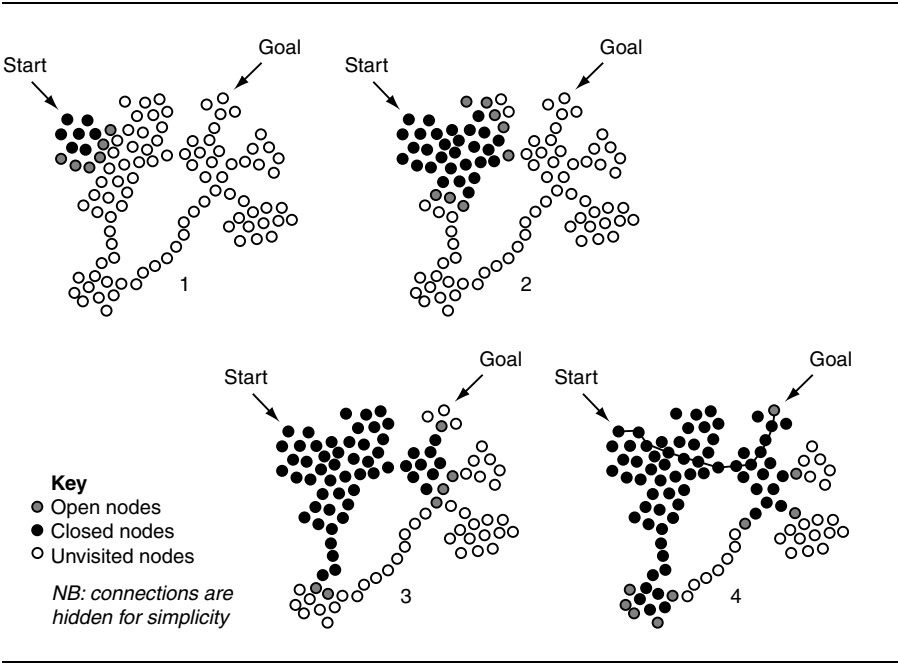 Goal
Start
Goal
Start
1
2
Goal
Start
Goal
Start
Key
Open nodes
Closed nodes
Unvisited nodes
NB: connections are
hidden for simplicity
3
4